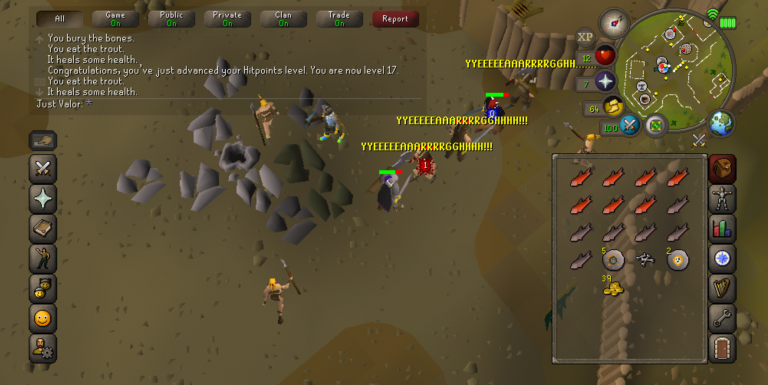 All
Game
On
Public
On
Private
On
Clan
On
Trade
On
Report
You bury the bones.
You eat the trout.
It heals some health.
Congratulations, you've just advanced your Hitpoints level. You are now level 17.
You eat the trout.
It heals some health.
Just Valor: *
YYEEEEEAAARRRRGGHH...
YYEEEEEAAARRRRGGHHHH!!!
YYEEEEEAAARRRRGGHHHH!!!
0
1
XP
12
7
64
100
5
2
39